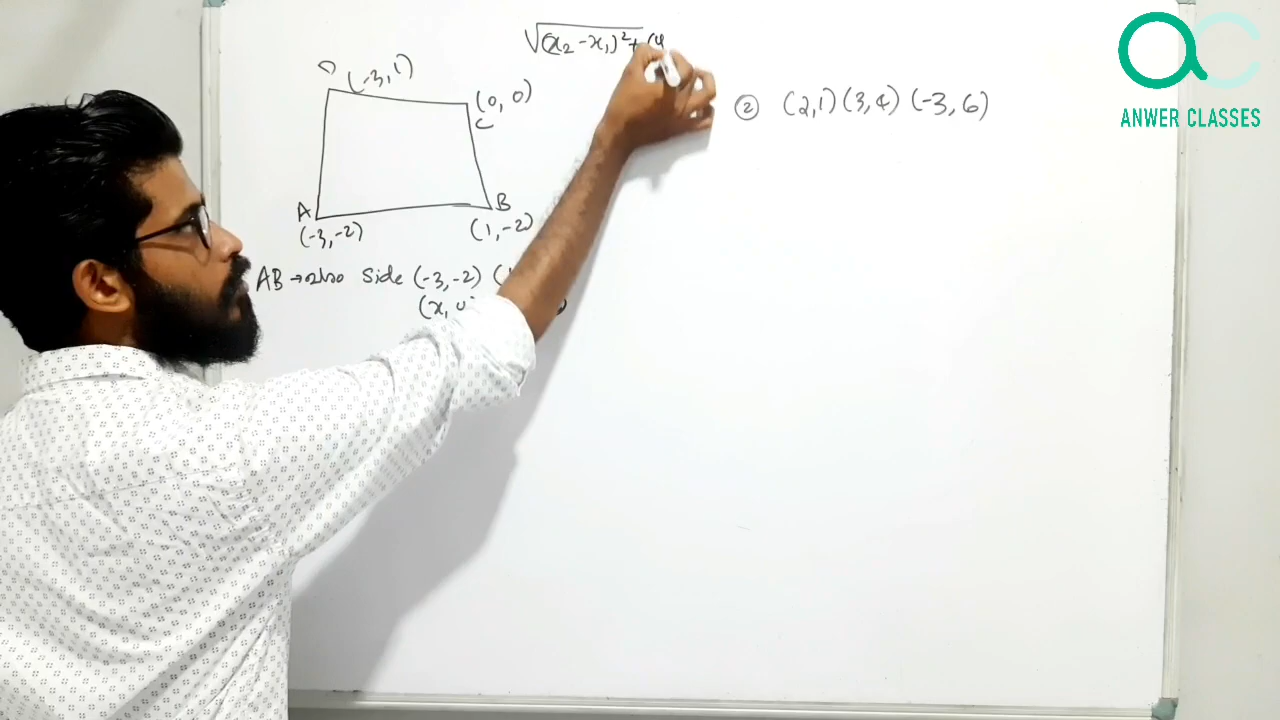 √(x₂-x₁)²+(y
D (-3,1)
(0,0)
C
② (2,1) (3,4) (-3,6)
A
B
(-3,-2)
(1,-2)
AB → Side (-3,-2) (
(x,
ac
ANWER CLASSES